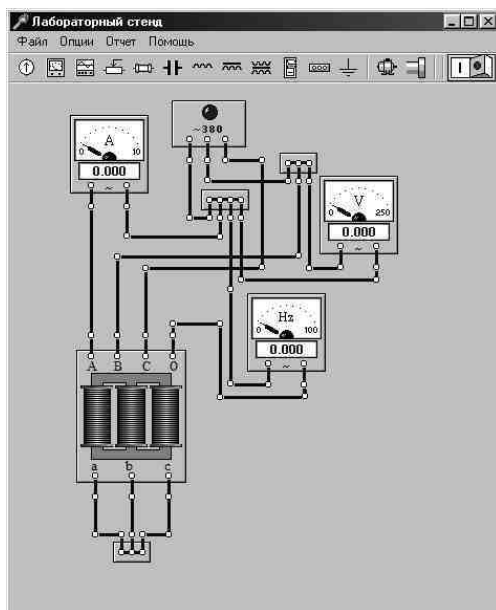 Лабораторный стенд
Файл Опции Отчет Помощь
A
0 10
0.000
~
~380
V
0 250
0.000
~
Hz
0 100
0.000
~
A B C 0
a b c